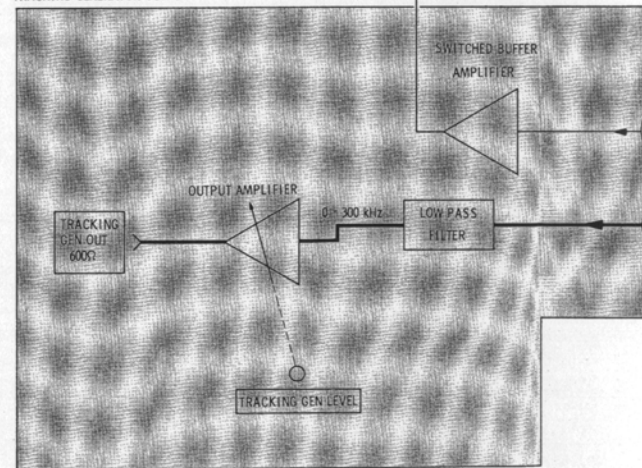 SWITCHED BUFFER
AMPLIFIER
OUTPUT AMPLIFIER
TRACKING
GEN OUT
600Ω
0 - 300 kHz
LOW PASS
FILTER
TRACKING GEN LEVEL